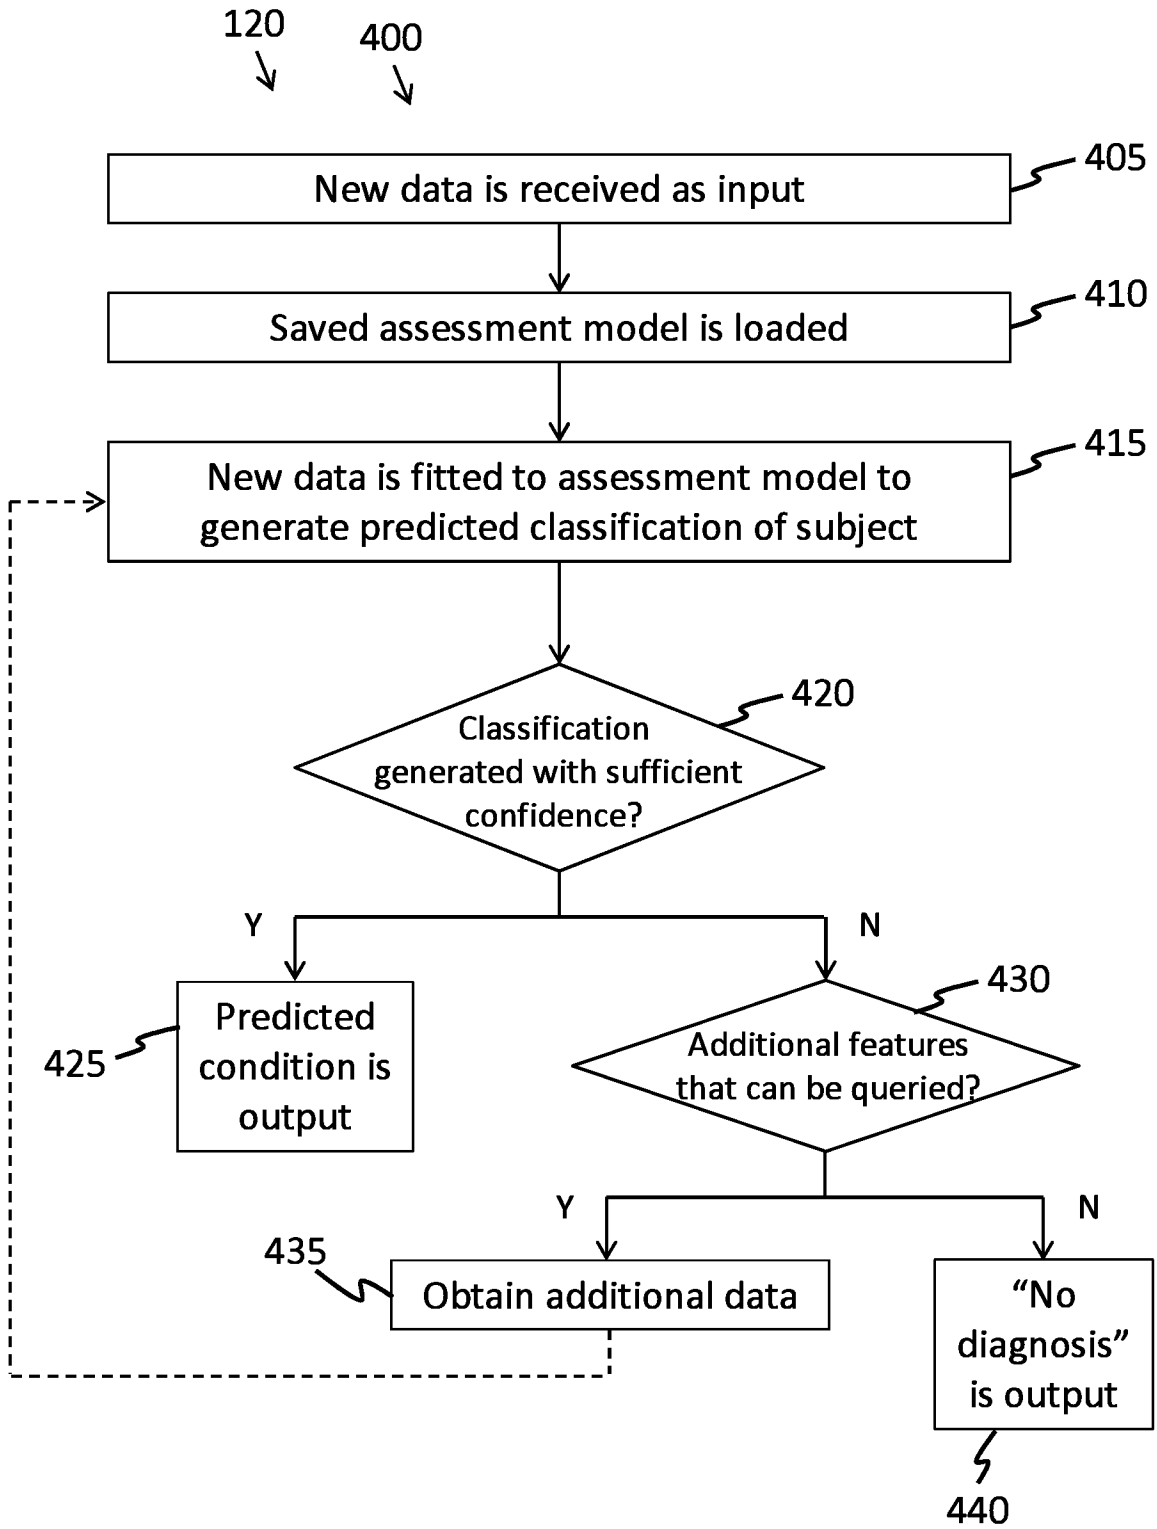 120
400
New data is received as input
405
Saved assessment model is loaded
410
New data is fitted to assessment model to
generate predicted classification of subject
415
Classification
generated with sufficient
confidence?
420
Y
N
Predicted
condition is
output
425
Additional features
that can be queried?
430
Y
N
435
Obtain additional data
“No
diagnosis”
is output
440